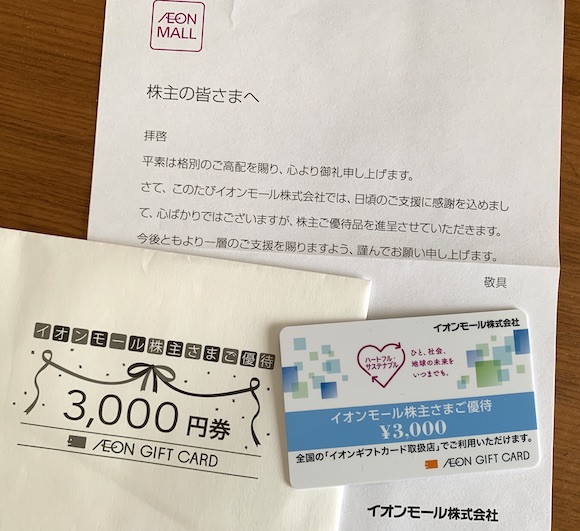 ÆON
MALL
株主の皆さまへ
拝啓
平素は格別のご高配を賜り、心より御礼申し上げます。
さて、このたびイオンモール株式会社では、日頃のご支援に感謝を込めまし
て、心ばかりではございますが、株主ご優待品を進呈させていただきます。
今後ともより一層のご支援を賜りますよう、謹んでお願い申し上げます。
敬具
イオンモール株主さまご優待
3,000円券
ÆON GIFT CARD
イオンモール株式会社
ハートフル・
サステナブル
ひと、社会、
地球の未来を
いつまでも。
イオンモール株主さまご優待
¥3,000
全国の「イオンギフトカード取扱店」でご利用いただけます。
ÆON GIFT CARD
イオンモール株式会社